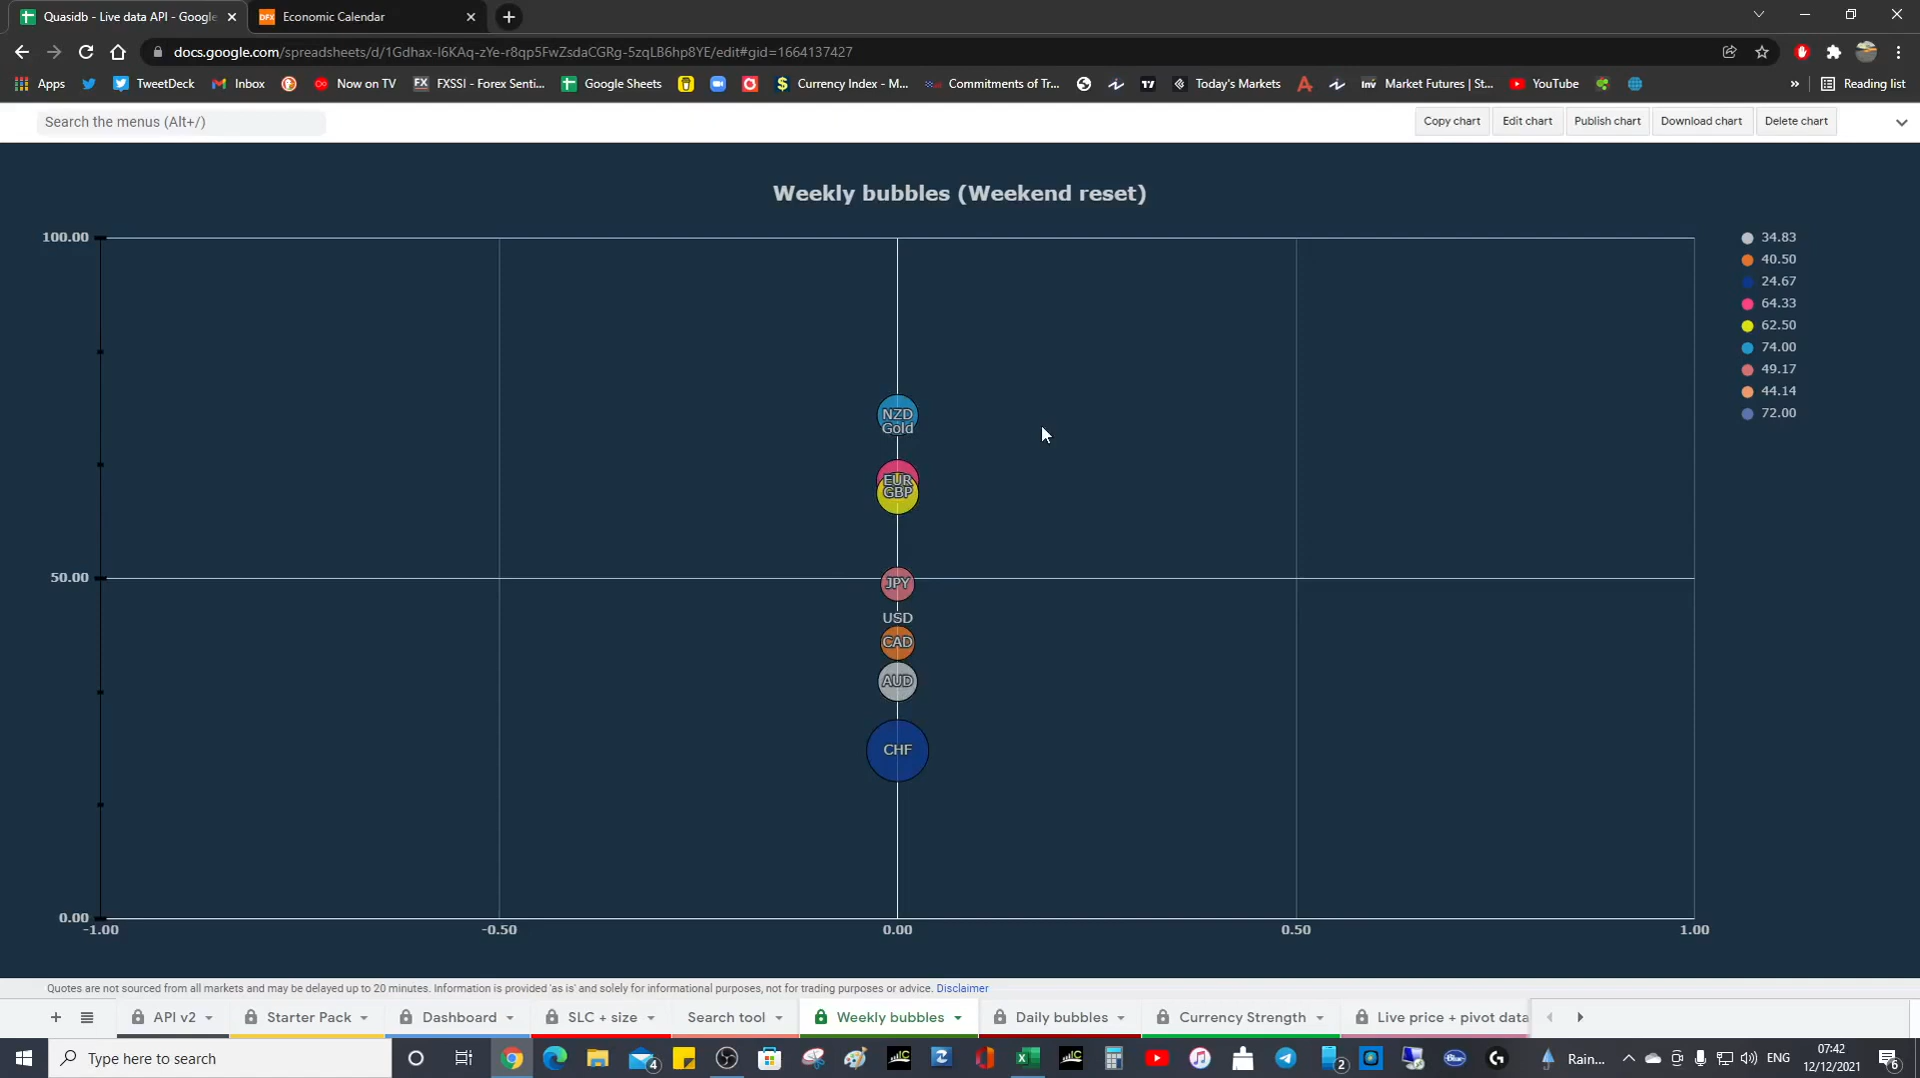 Quasidb - Live data API - Google
Economic Calendar
docs.google.com/spreadsheets/d/1Gdhax-l6KAq-zYe-r8qp5FwZsdaCGRg-5zqLB6hp8YE/edit#gid=1664137427
Apps TweetDeck Inbox Now on TV FXSSI - Forex Senti... Google Sheets Currency Index - M... Commitments of Tr... Today's Markets Market Futures | St... YouTube » Reading list
Search the menus (Alt+/)
Copy chart Edit chart Publish chart Download chart Delete chart
Weekly bubbles (Weekend reset)
100.00
50.00
0.00
-1.00 -0.50 0.00 0.50 1.00
NZD
Gold
EUR
GBP
JPY
USD
CAD
AUD
CHF
34.83
40.50
24.67
64.33
62.50
74.00
49.17
44.14
72.00
Quotes are not sourced from all markets and may be delayed up to 20 minutes. Information is provided 'as is' and solely for informational purposes, not for trading purposes or advice. Disclaimer
API v2 Starter Pack Dashboard SLC + size Search tool Weekly bubbles Daily bubbles Currency Strength Live price + pivot data
Type here to search
4
2
Rain...
ENG
07:42
12/12/2021
6